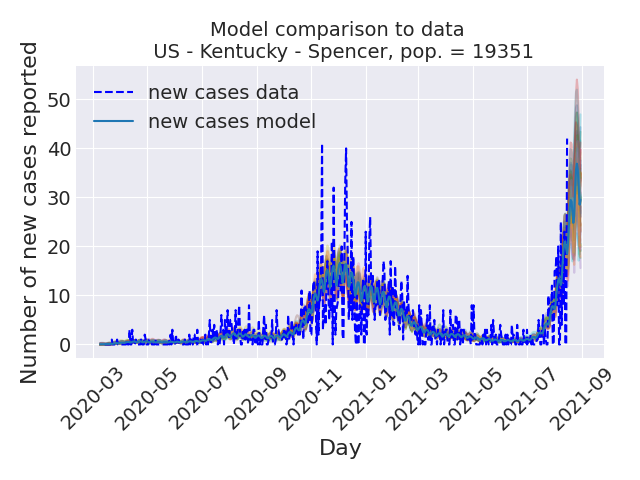 Model comparison to data
US - Kentucky - Spencer, pop. = 19351
Number of new cases reported
50
40
30
20
10
0
new cases data
new cases model
2020-03
2020-05
2020-07
2020-09
2020-11
2021-01
2021-03
2021-05
2021-07
2021-09
Day